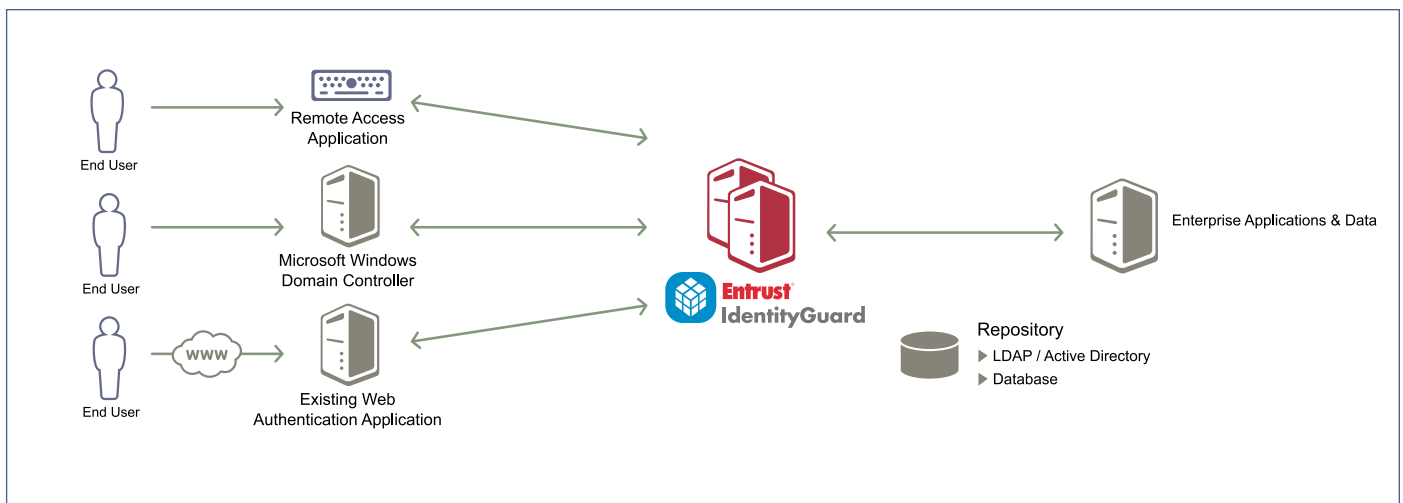 End User
Remote Access
Application
End User
Microsoft Windows
Domain Controller
End User
www
Existing Web
Authentication Application
Entrust®
IdentityGuard
Enterprise Applications & Data
Repository
LDAP / Active Directory
Database